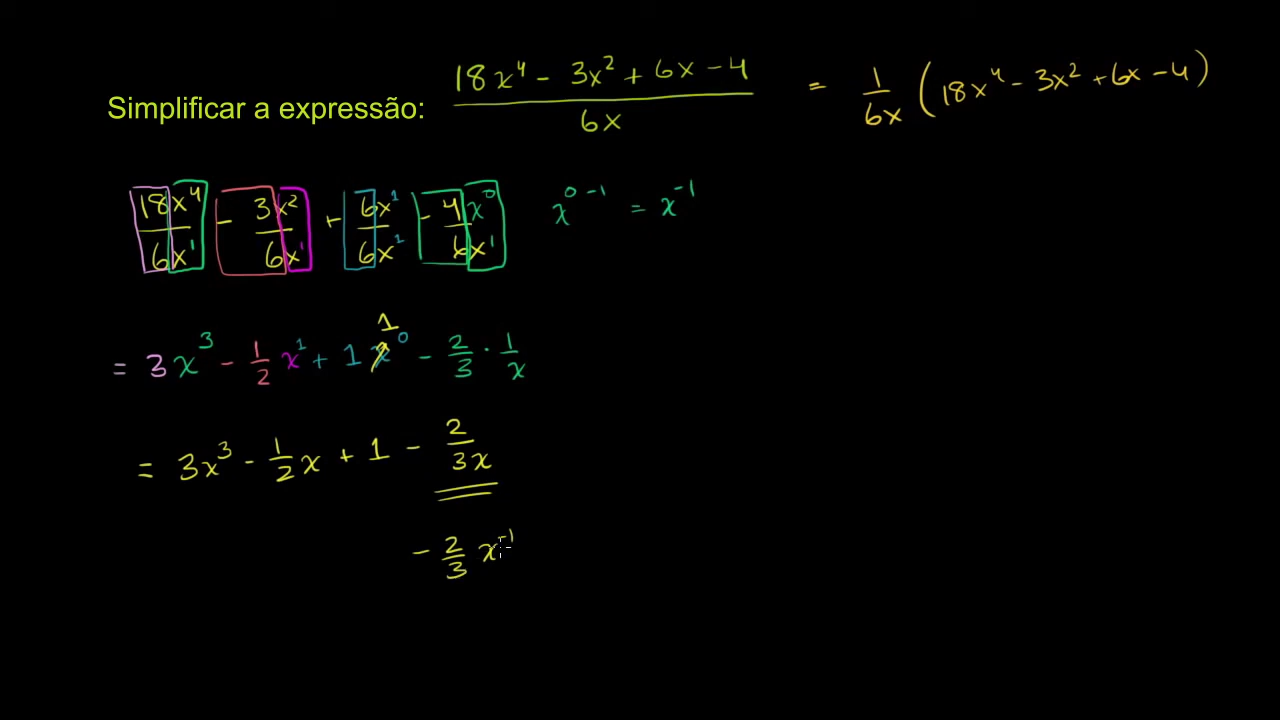 Simplificar a expressão: (18x⁴ - 3x² + 6x - 4)/(6x) = 1/(6x) (18x⁴ - 3x² + 6x - 4)
18x⁴/6x¹ - 3x²/6x¹ + 6x¹/6x¹ - 4x⁰/6x¹ x⁰⁻¹ = x⁻¹
1
= 3x³ - 1/2 x¹ + 1x⁰ - 2/3 · 1/x
= 3x³ - 1/2 x + 1 - 2/3x
- 2/3 x⁻¹